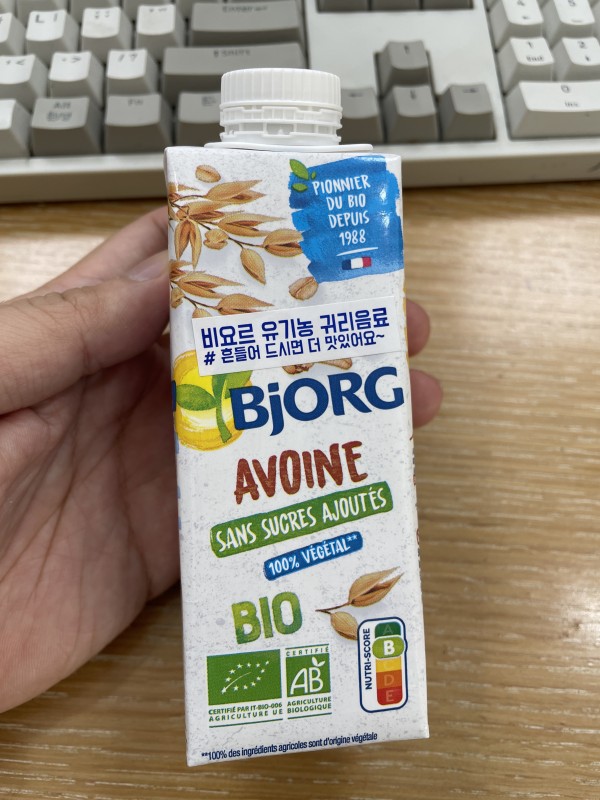 PIONNIER
DU BIO
DEPUIS
1988
비요르 유기농 귀리음료
# 흔들어 드시면 더 맛있어요~
BJORG
AVOINE
SANS SUCRES AJOUTÉS
100% VÉGÉTAL**
BIO
CERTIFIÉ
AB
AGRICULTURE
BIOLOGIQUE
CERTIFIÉ PAR IT-BIO-006
AGRICULTURE UE
NUTRI-SCORE
A
B
D
E
**100% des ingrédients agricoles sont d'origine végétale